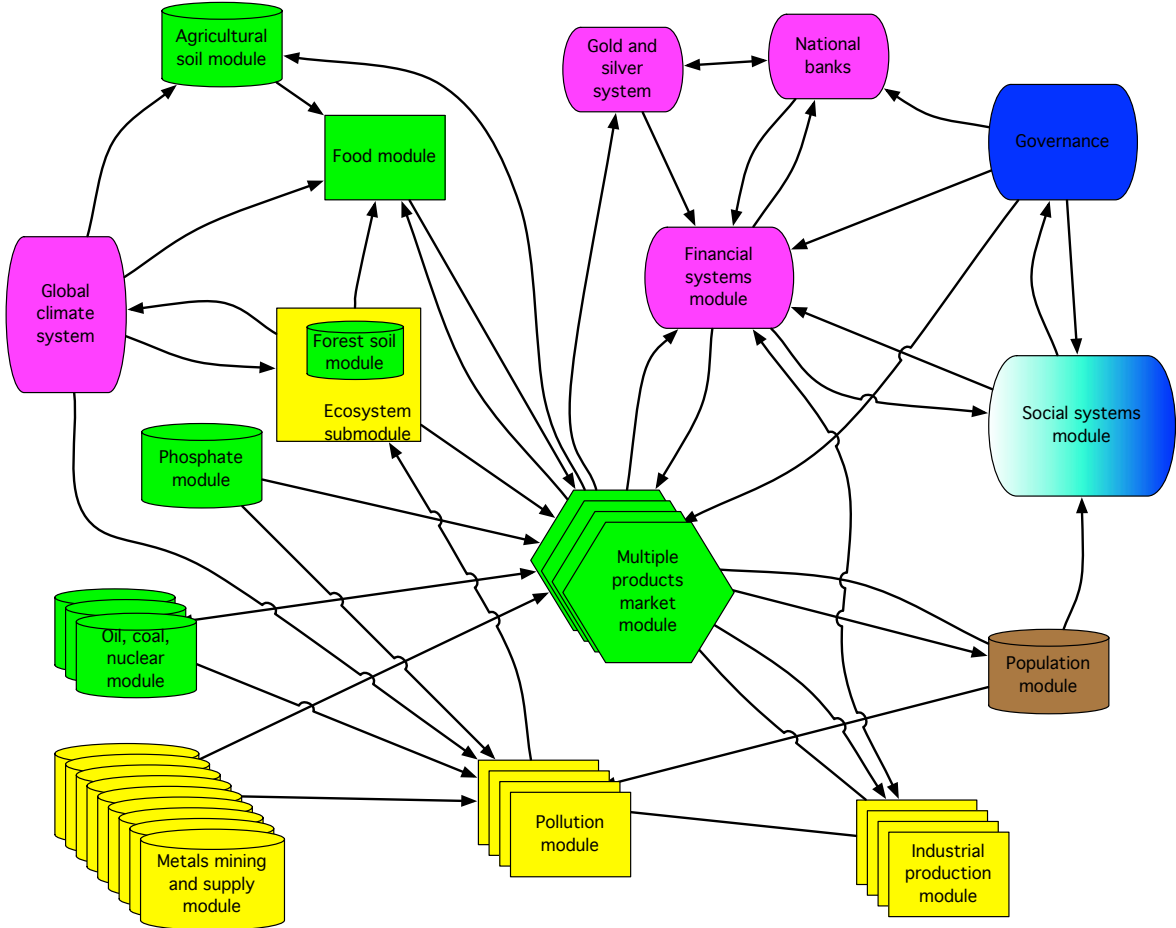 Agricultural
soil module
Gold and
silver
system
National
banks
Governance
Food module
Financial
systems
module
Global
climate
system
Forest soil
module
Ecosystem
submodule
Social systems
module
Phosphate
module
Multiple
products
market
module
Oil, coal,
nuclear
module
Population
module
Pollution
module
Metals mining
and supply
module
Industrial
production
module